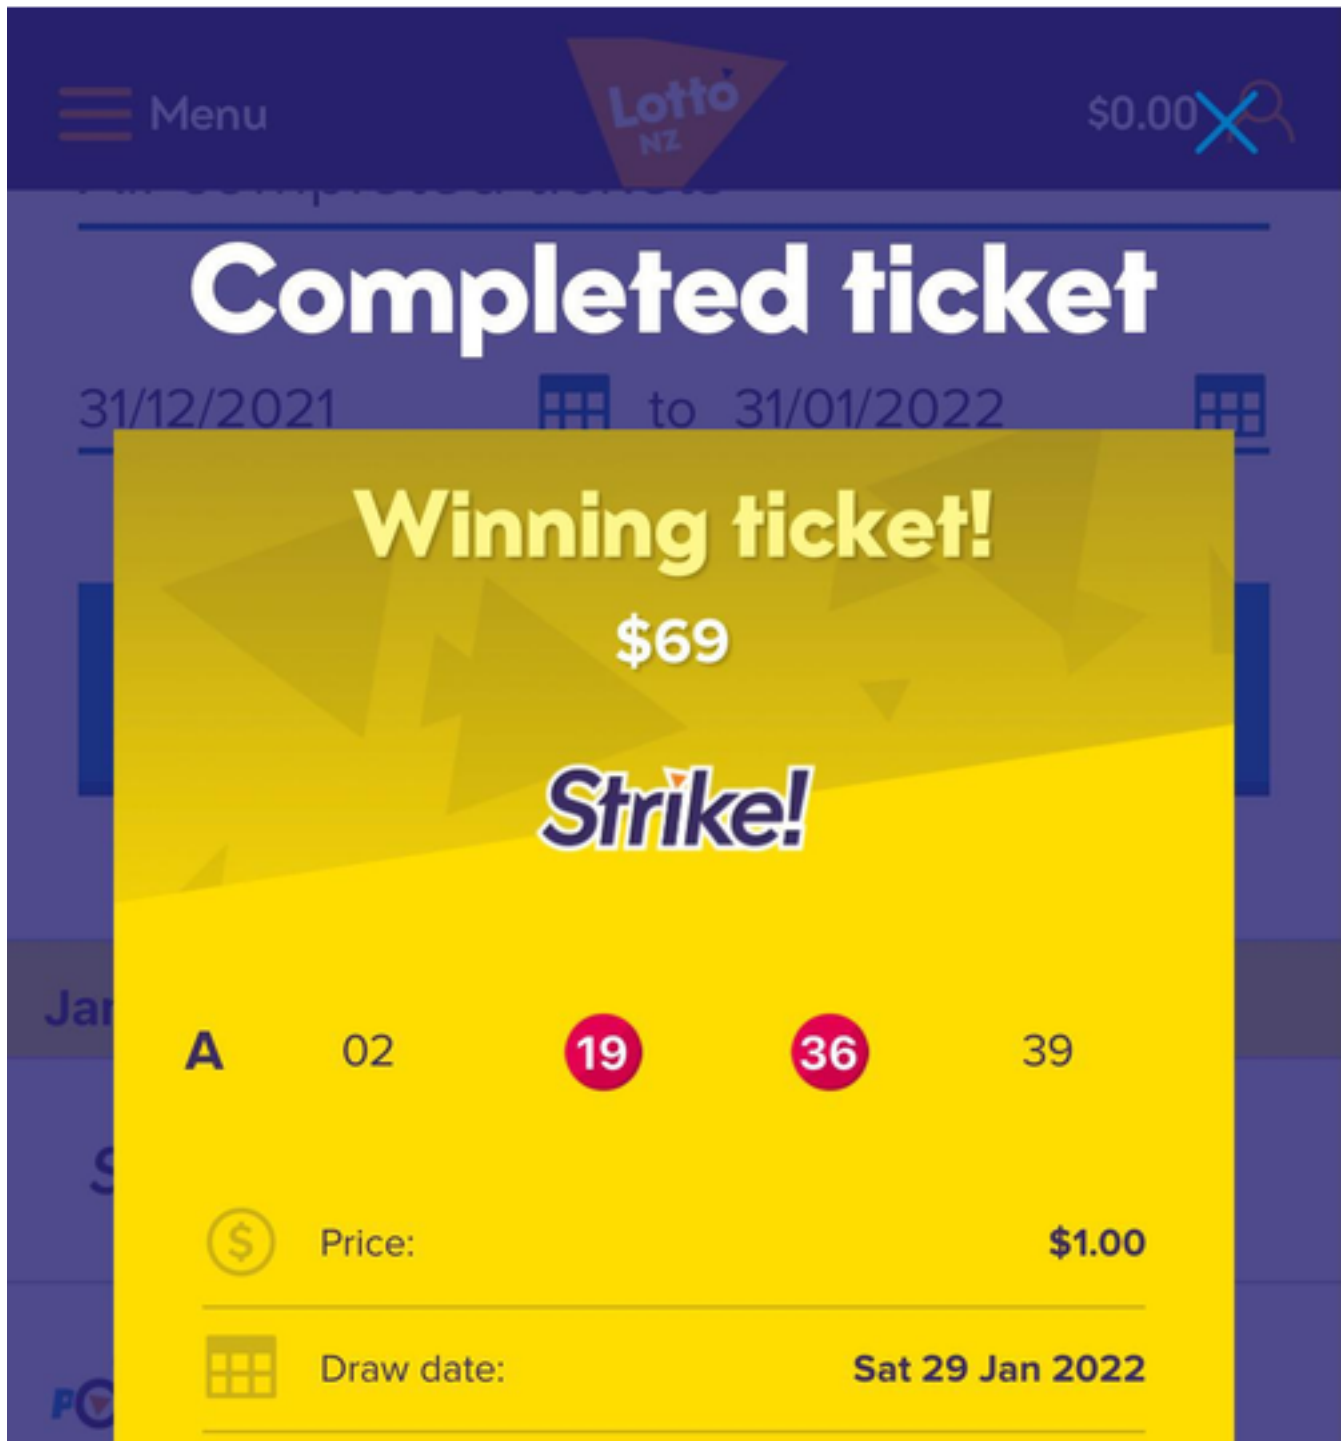 Menu
Lotto
NZ
$0.00
Completed ticket
31/12/2021 to 31/01/2022
Winning ticket!
$69
Strike!
Jan
A 02 19 36 39
S
Price: $1.00
Draw date: Sat 29 Jan 2022